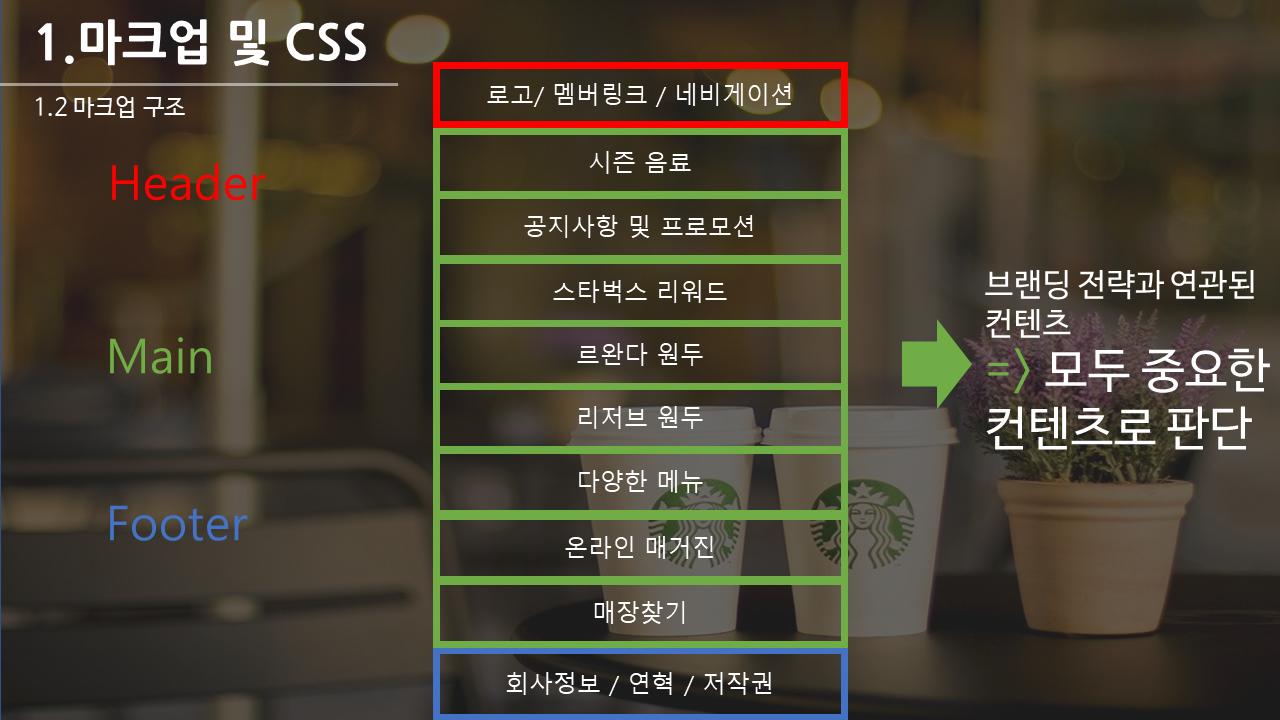 1.마크업 및 CSS
1.2 마크업 구조
Header
Main
Footer
로고/ 멤버링크 / 네비게이션
시즌 음료
공지사항 및 프로모션
스타벅스 리워드
르완다 원두
리저브 원두
다양한 메뉴
온라인 매거진
매장찾기
회사정보 / 연혁 / 저작권
브랜딩 전략과 연관된
컨텐츠
=> 모두 중요한
컨텐츠로 판단